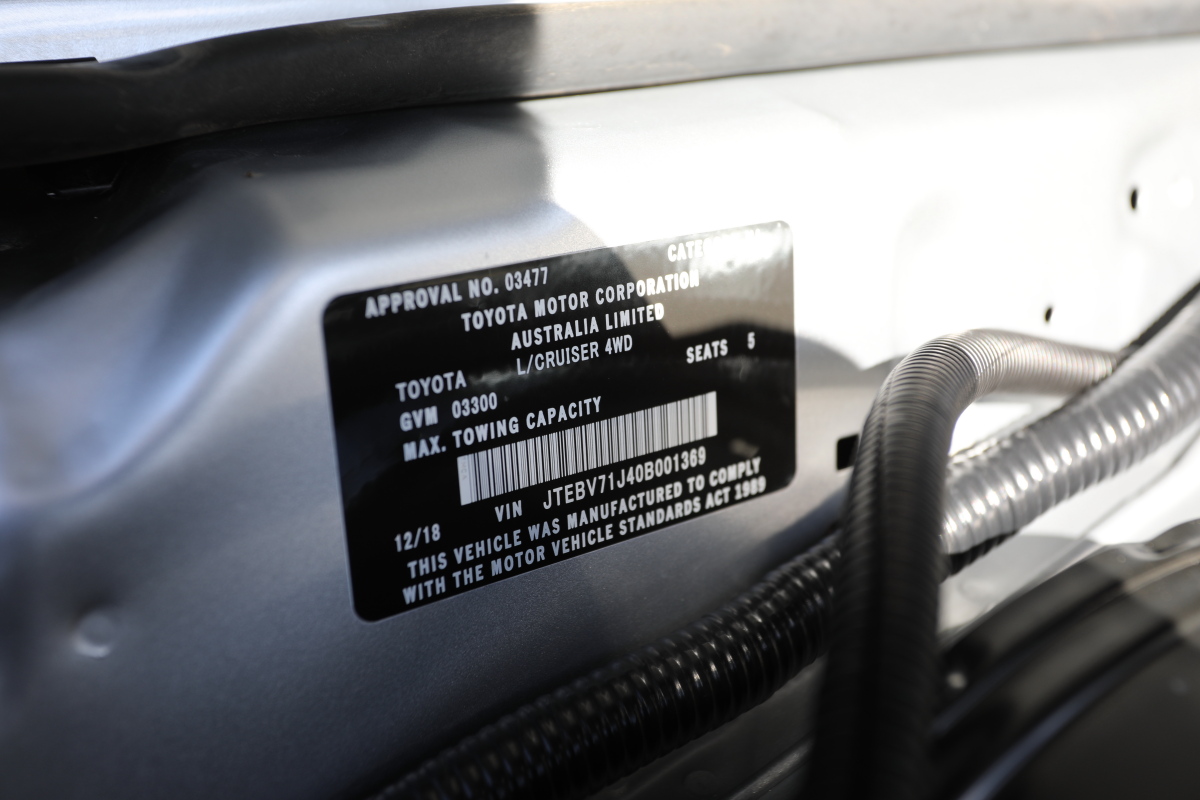 APPROVAL NO. 03477
TOYOTA MOTOR CORPORATION
AUSTRALIA LIMITED
TOYOTA L/CRUISER 4WD
GVM 03300 SEATS 5
MAX. TOWING CAPACITY
VIN JTEBV71J40B001369
12/18
THIS VEHICLE WAS MANUFACTURED TO COMPLY
WITH THE MOTOR VEHICLE STANDARDS ACT 1989